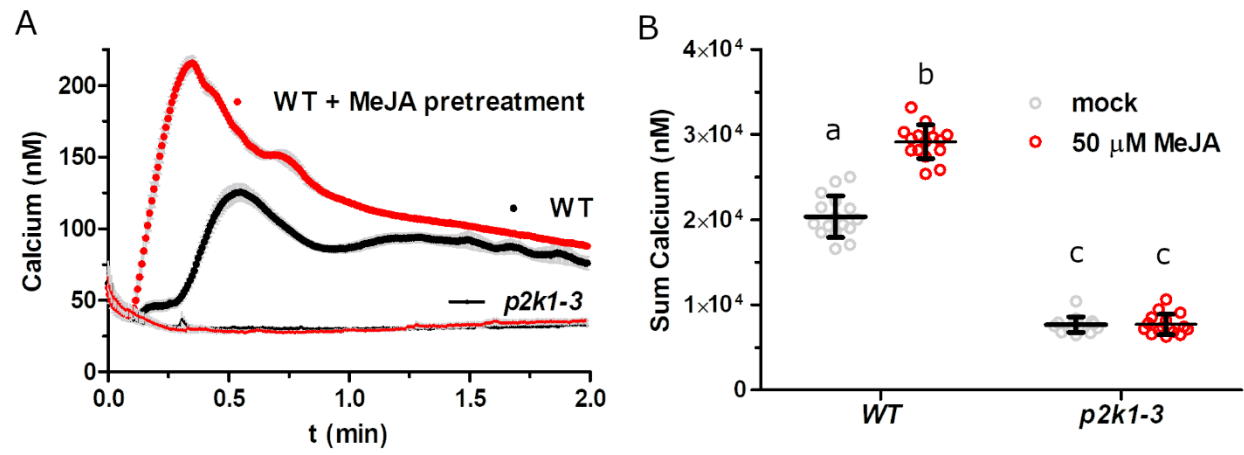 A
Calcium (nM)
200
150
100
50
0
WT + MeJA pretreatment
WT
p2k1-3
0.0 0.5 1.0 1.5 2.0
t (min)
B
Sum Calcium (nM)
4×10⁴
3×10⁴
2×10⁴
1×10⁴
0
a
b
c
c
mock
50 μM MeJA
WT
p2k1-3